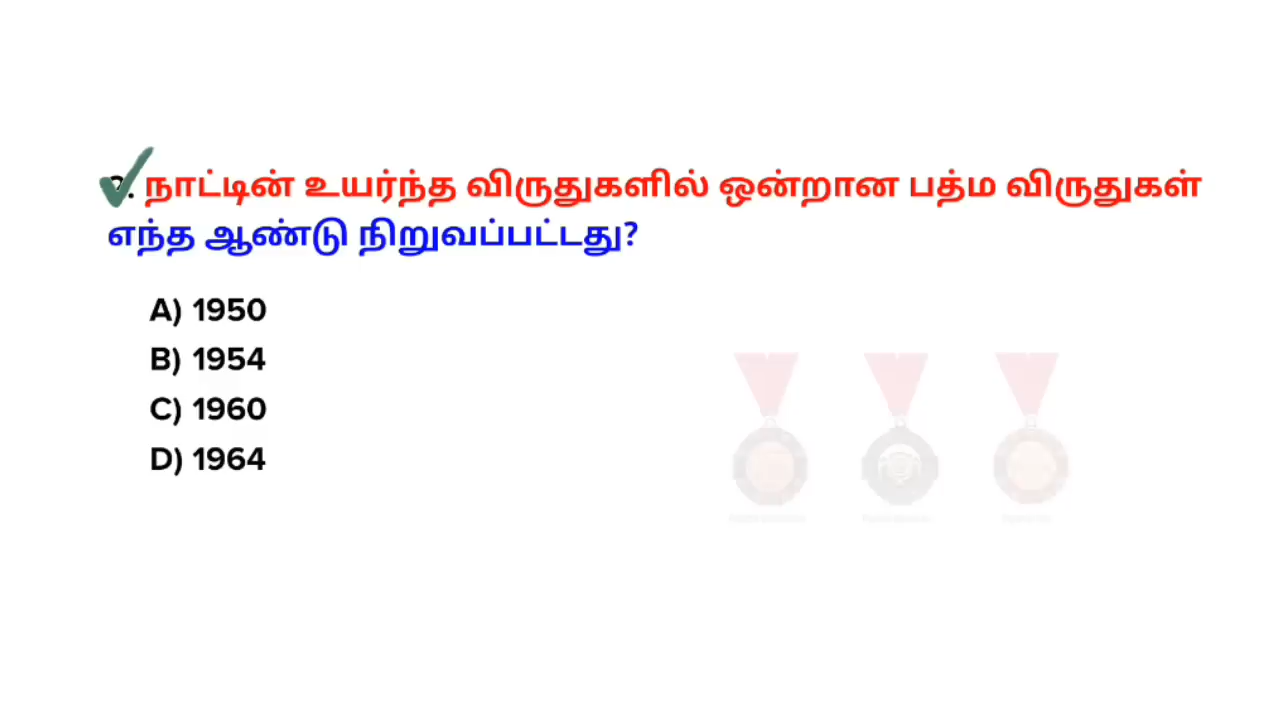 நாட்டின் உயர்ந்த விருதுகளில் ஒன்றான பத்ம விருதுகள்
எந்த ஆண்டு நிறுவப்பட்டது?
A) 1950
B) 1954
C) 1960
D) 1964